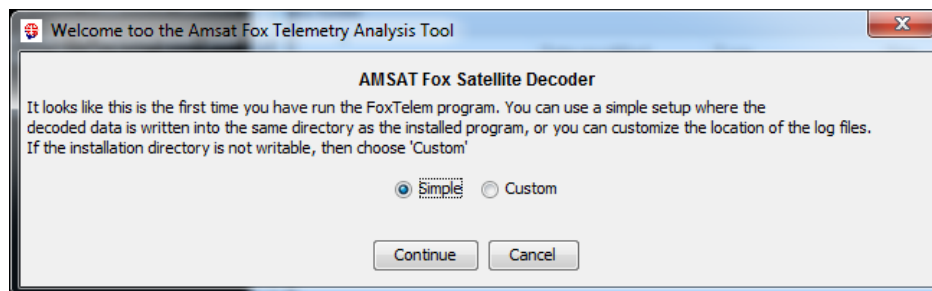 Welcome too the Amsat Fox Telemetry Analysis Tool
AMSAT Fox Satellite Decoder
It looks like this is the first time you have run the FoxTelem program. You can use a simple setup where the
decoded data is written into the same directory as the installed program, or you can customize the location of the log files.
If the installation directory is not writable, then choose 'Custom'
Simple Custom
Continue Cancel